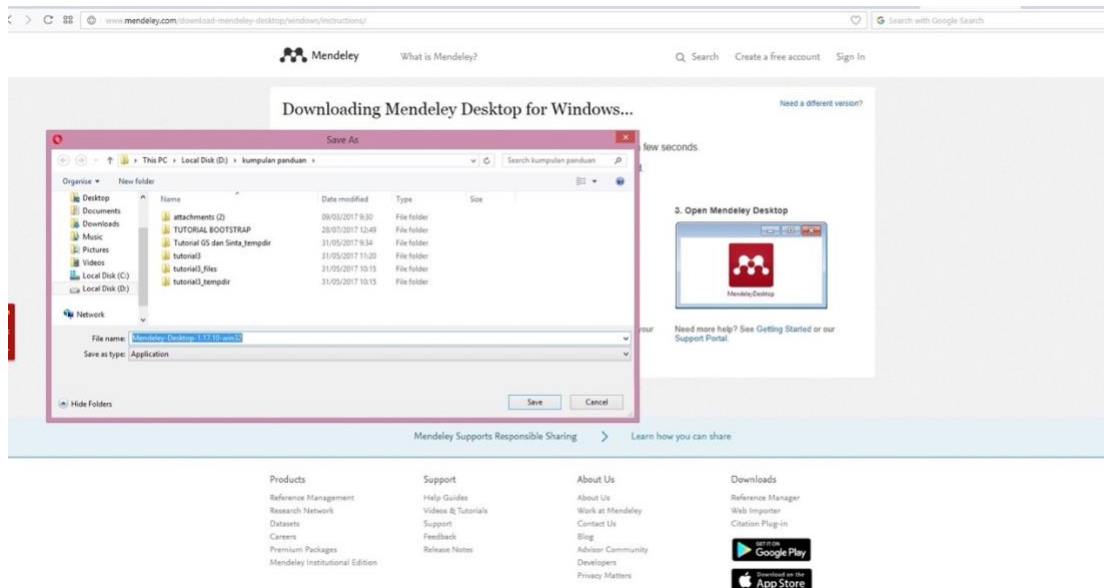 www.mendeley.com/download-mendeley-desktop/windows/instructions/
Search with Google Search
Mendeley
What is Mendeley?
Search
Create a free account
Sign In
Downloading Mendeley Desktop for Windows...
Need a different version?
few seconds.
Save As
This PC
Local Disk (D:)
kumpulan panduan
Search kumpulan panduan
Organise
New folder
Desktop
Documents
Downloads
Music
Pictures
Videos
Local Disk (C:)
Local Disk (D:)
Network
Name Date modified Type Size
attachments (2) 09/03/2017 9:30 File folder
TUTORIAL BOOTSTRAP 28/07/2017 12:49 File folder
Tutorial GS dan Sinta_tempdir 31/05/2017 9:34 File folder
tutorial3 31/05/2017 11:20 File folder
tutorial3_files 31/05/2017 10:15 File folder
tutorial3_tempdir 31/05/2017 10:15 File folder
File name: Mendeley-Desktop-1.17.10-win32
Save as type: Application
Hide Folders
Save
Cancel
3. Open Mendeley Desktop
MendeleyDesktop
your
Need more help? See Getting Started or our
Support Portal.
Mendeley Supports Responsible Sharing
Learn how you can share
Products
Reference Management
Research Network
Datasets
Careers
Premium Packages
Mendeley Institutional Edition
Support
Help Guides
Videos & Tutorials
Support
Feedback
Release Notes
About Us
About Us
Work at Mendeley
Contact Us
Blog
Advisor Community
Developers
Privacy Matters
Downloads
Reference Manager
Web Importer
Citation Plug-in
GET IT ON
Google Play
Download on the
App Store